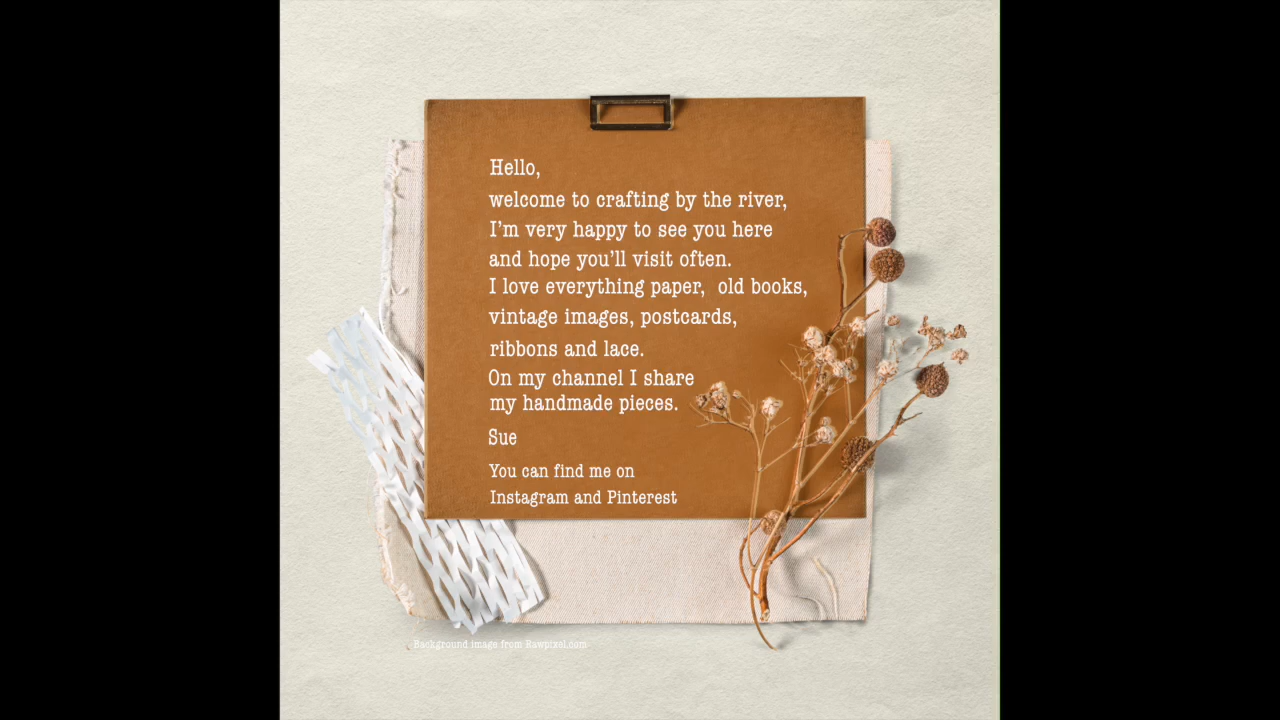 Hello,
welcome to crafting by the river,
I'm very happy to see you here
and hope you'll visit often.
I love everything paper,  old books,
vintage images, postcards,
ribbons and lace.
On my channel I share
my handmade pieces.
Sue
You can find me on
Instagram and Pinterest
Background image from Rawpixel.com